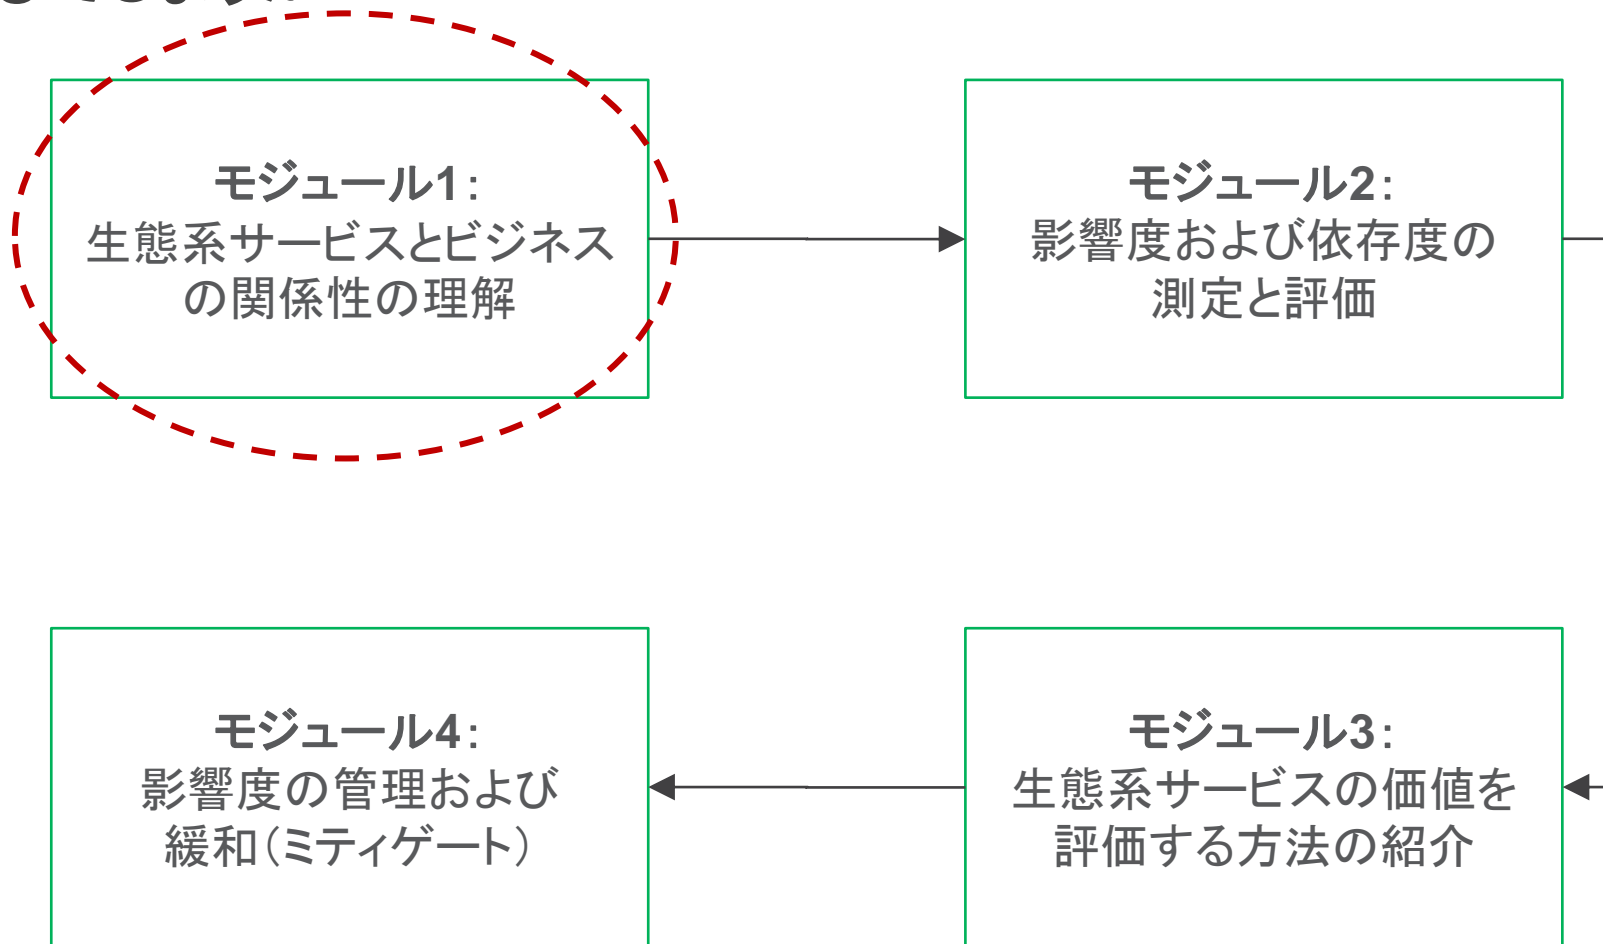 モジュール1：
生態系サービスとビジネス
の関係性の理解
モジュール2：
影響度および依存度の
測定と評価
モジュール4：
影響度の管理および
緩和（ミティゲート）
モジュール3：
生態系サービスの価値を
評価する方法の紹介